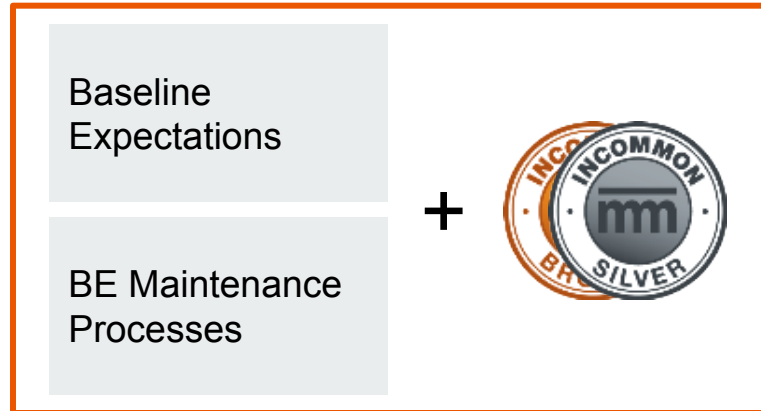 Baseline
Expectations
BE Maintenance
Processes
+
INCOMMON
SILVER